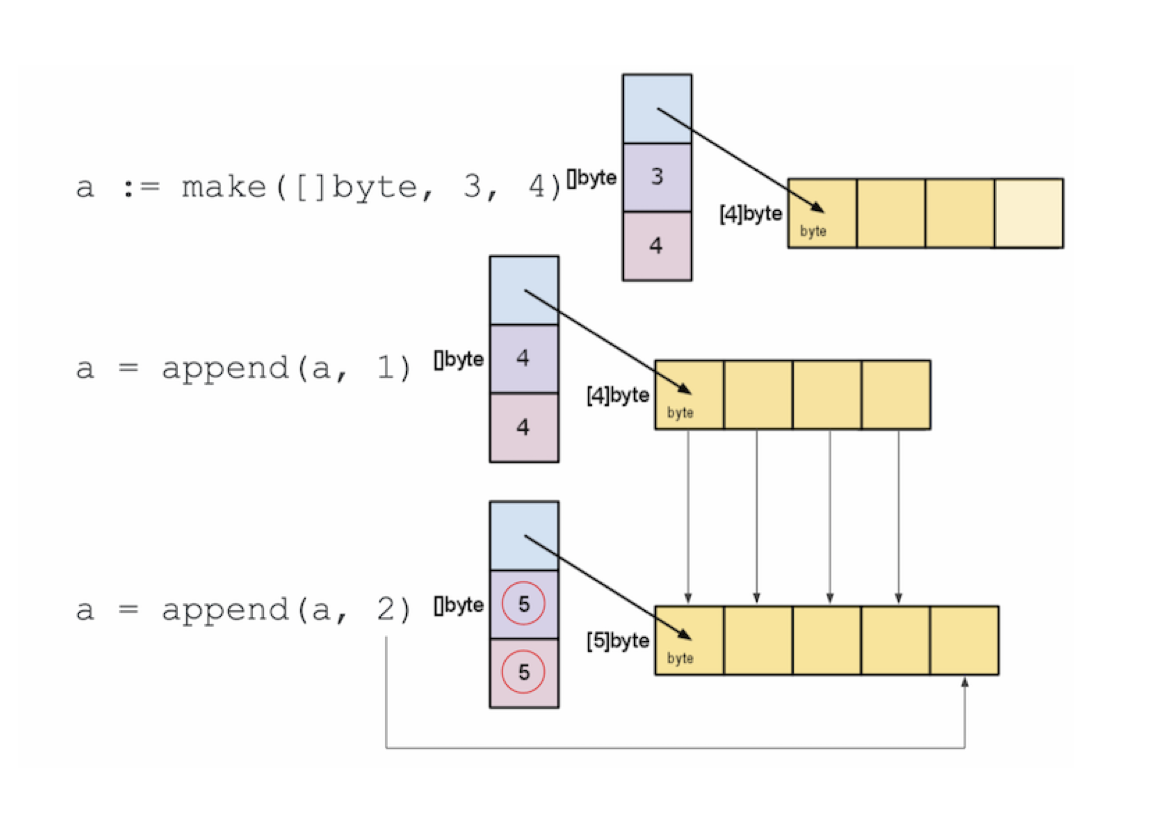 a := make([]byte, 3, 4)
[]byte
3
4
[4]byte
byte
a = append(a, 1)
[]byte
4
4
[4]byte
byte
a = append(a, 2)
[]byte
5
5
[5]byte
byte